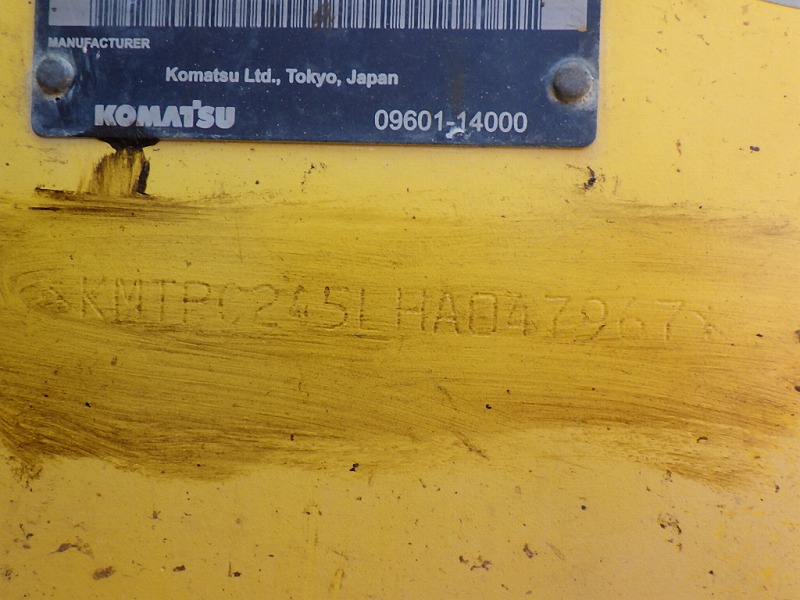 MANUFACTURER
Komatsu Ltd., Tokyo, Japan
KOMATSU
09601-14000
*KMTPC245LHA047967*